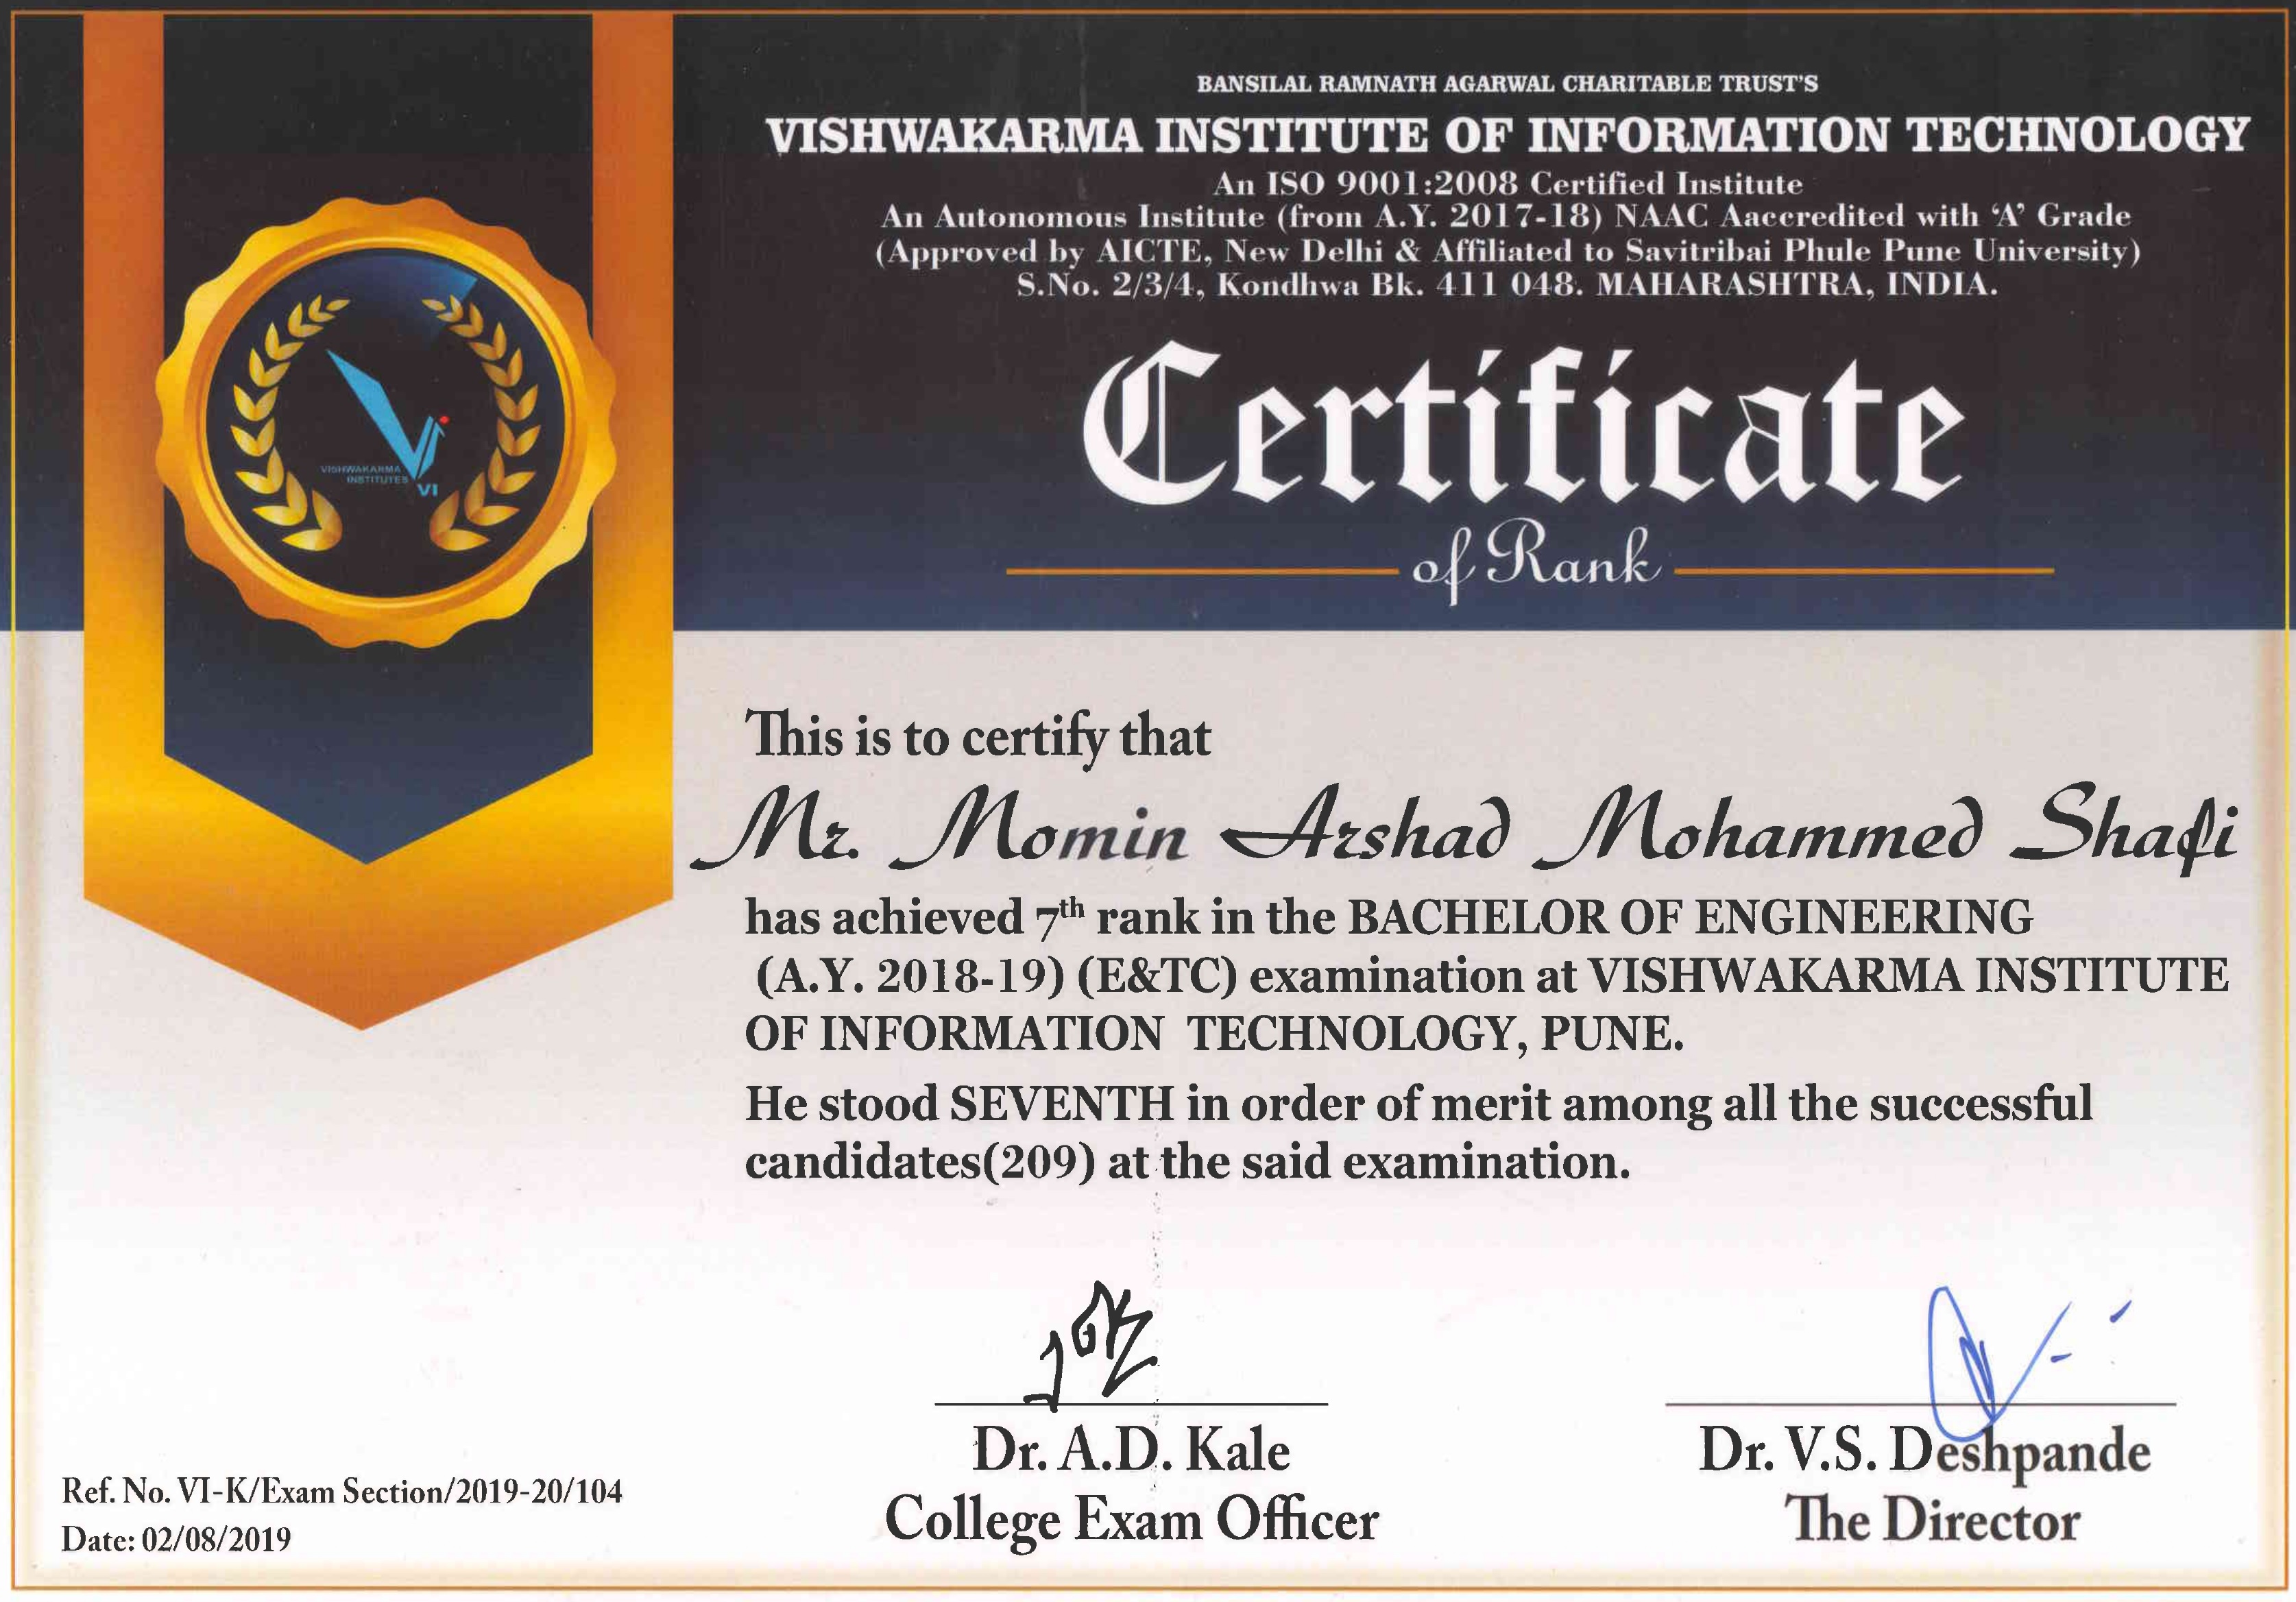 BANSILAL RAMNATH AGARWAL CHARITABLE TRUST'S
VISHWAKARMA INSTITUTE OF INFORMATION TECHNOLOGY
An ISO 9001:2008 Certified Institute
An Autonomous Institute (from A.Y. 2017-18) NAAC Aaccredited with ‘A’ Grade
(Approved by AICTE, New Delhi & Affiliated to Savitribai Phule Pune University)
S.No. 2/3/4, Kondhwa Bk. 411 048. MAHARASHTRA, INDIA.
Certificate
of Rank
VISHWAKARMA
INSTITUTES
VI
This is to certify that
Mr. Momin Arshad Mohammed Shafi
has achieved 7th rank in the BACHELOR OF ENGINEERING
(A.Y. 2018-19) (E&TC) examination at VISHWAKARMA INSTITUTE
OF INFORMATION TECHNOLOGY, PUNE.
He stood SEVENTH in order of merit among all the successful
candidates(209) at the said examination.
Dr. A.D. Kale
College Exam Officer
Dr. V.S. Deshpande
The Director
Ref. No. VI-K/Exam Section/2019-20/104
Date: 02/08/2019